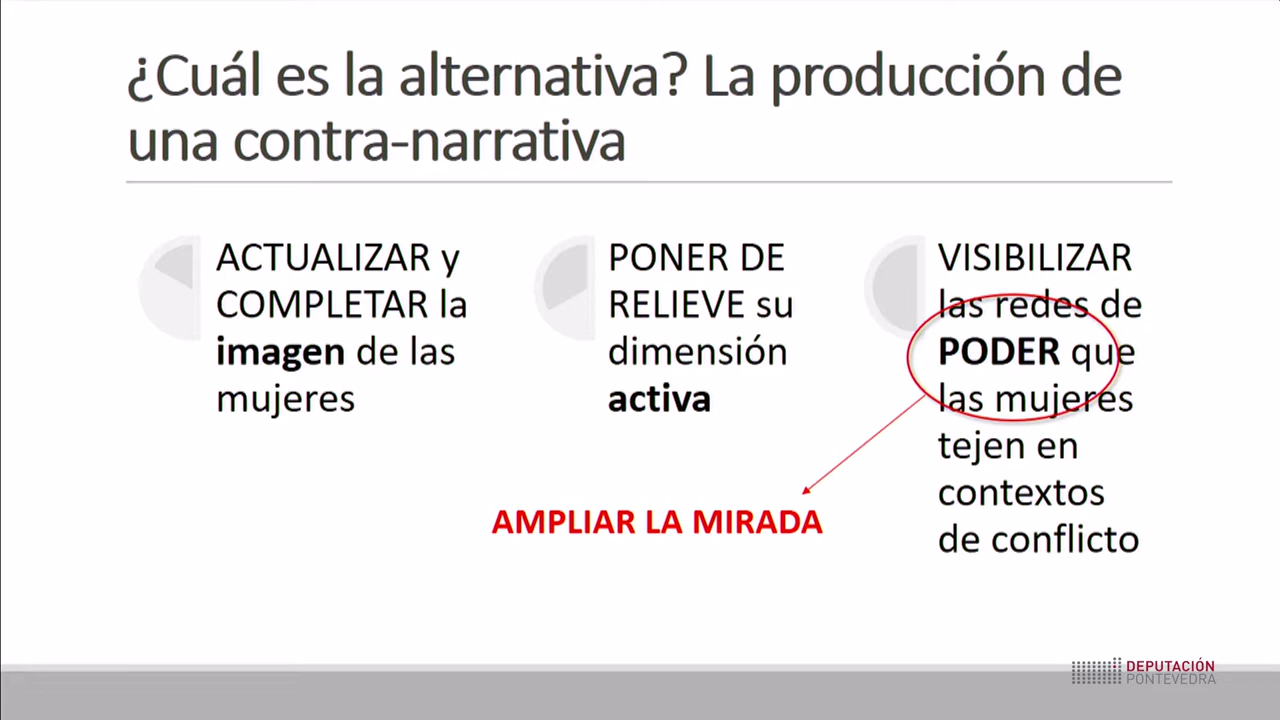 ¿Cuál es la alternativa? La producción de
una contra-narrativa
ACTUALIZAR y
COMPLETAR la
imagen de las
mujeres
PONER DE
RELIEVE su
dimensión
activa
VISIBILIZAR
las redes de
PODER que
las mujeres
tejen en
contextos
de conflicto
AMPLIAR LA MIRADA
DEPUTACIÓN
PONTEVEDRA